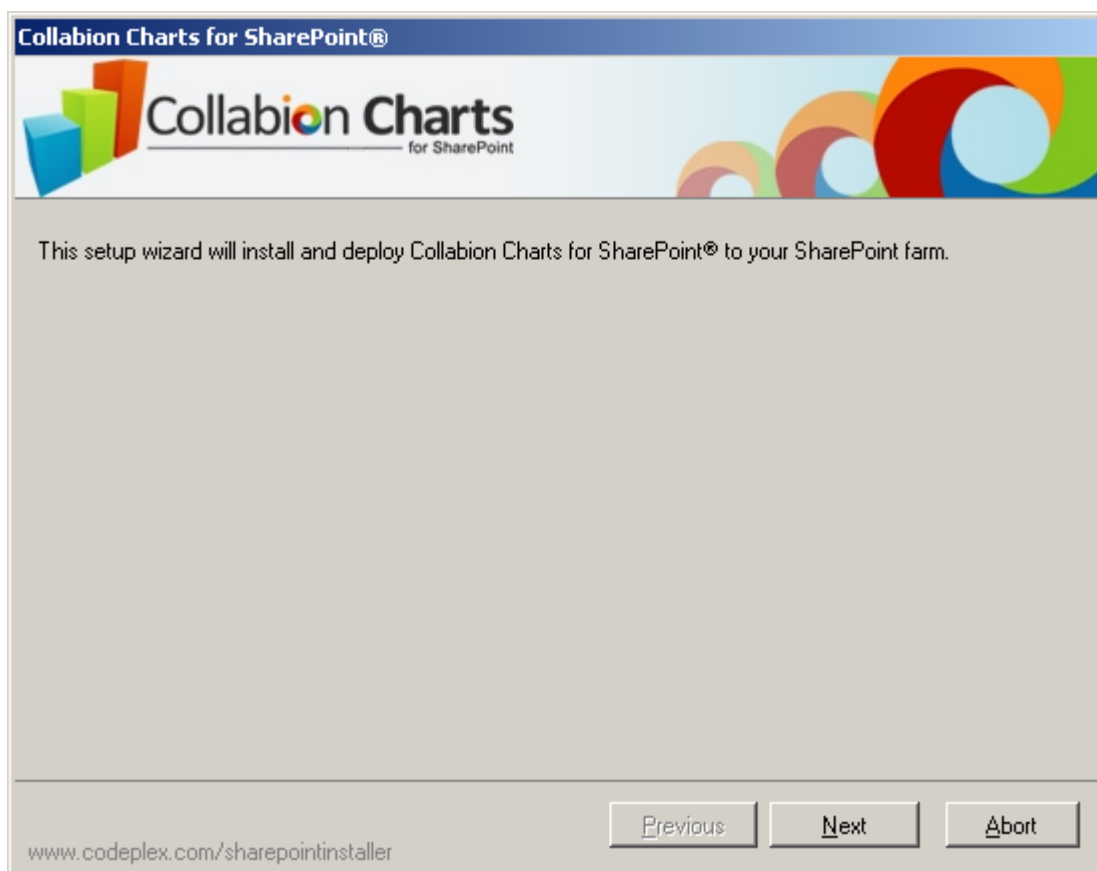 Collabion Charts for SharePoint®
Collabion Charts
for SharePoint
This setup wizard will install and deploy Collabion Charts for SharePoint® to your SharePoint farm.
Previous Next Abort
www.codeplex.com/sharepointinstaller